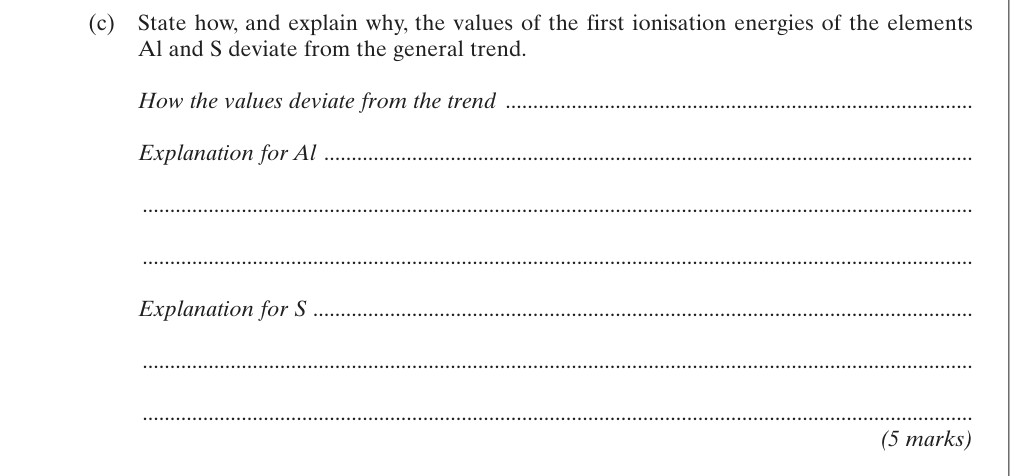 (c) State how, and explain why, the values of the first ionisation energies of the elements
Al and S deviate from the general trend.
How the values deviate from the trend ....................................................................................
Explanation for Al ......................................................................................................................
......................................................................................................................................................
......................................................................................................................................................
Explanation for S ........................................................................................................................
......................................................................................................................................................
......................................................................................................................................................
(5 marks)